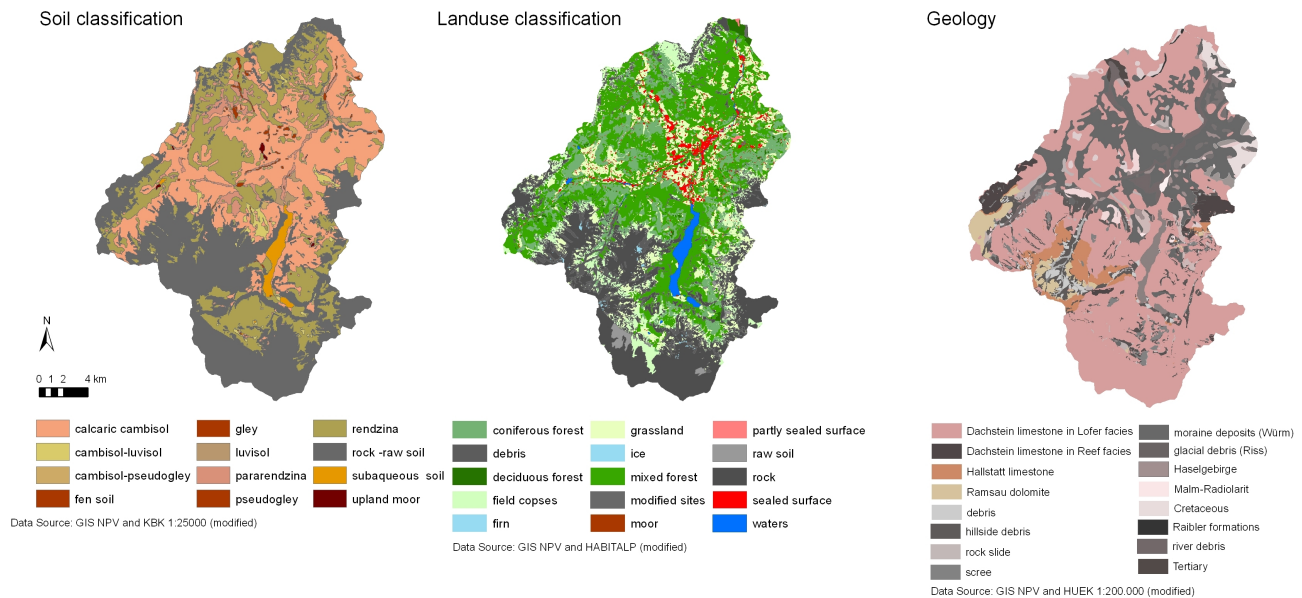 Soil classification
Landuse classification
Geology
N
0 1 2 4 km
calcaric cambisol
cambisol-luvisol
cambisol-pseudogley
fen soil
gley
luvisol
pararendzina
pseudogley
rendzina
rock -raw soil
subaqueous soil
upland moor
Data Source: GIS NPV and KBK 1:25000 (modified)
coniferous forest
debris
deciduous forest
field copses
firn
grassland
ice
mixed forest
modified sites
moor
partly sealed surface
raw soil
rock
sealed surface
waters
Data Source: GIS NPV and HABITALP (modified)
Dachstein limestone in Lofer facies
Dachstein limestone in Reef facies
Hallstatt limestone
Ramsau dolomite
debris
hillside debris
rock slide
scree
moraine deposits (Würm)
glacial debris (Riss)
Haselgebirge
Malm-Radiolarit
Cretaceous
Raibler formations
river debris
Tertiary
Data Source: GIS NPV and HUEK 1:200.000 (modified)